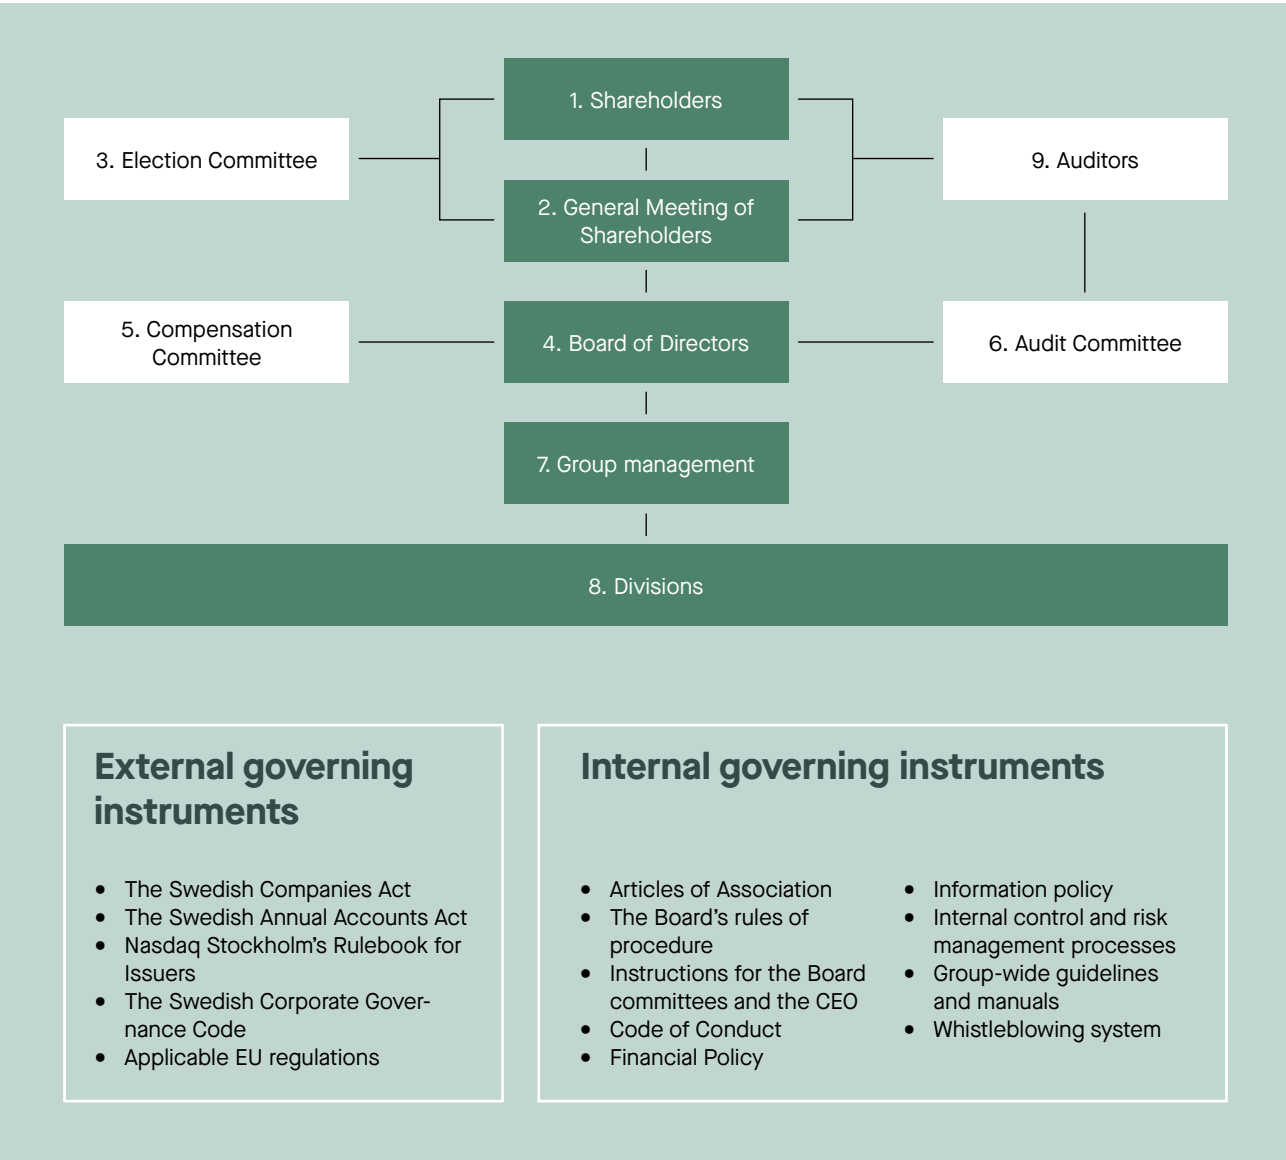 1. Shareholders
3. Election Committee
9. Auditors
2. General Meeting of
Shareholders
5. Compensation
Committee
4. Board of Directors
6. Audit Committee
7. Group management
8. Divisions
External governing
instruments
• The Swedish Companies Act
• The Swedish Annual Accounts Act
• Nasdaq Stockholm’s Rulebook for
Issuers
• The Swedish Corporate Gover-
nance Code
• Applicable EU regulations
Internal governing instruments
• Articles of Association
• The Board’s rules of
procedure
• Instructions for the Board
committees and the CEO
• Code of Conduct
• Financial Policy
• Information policy
• Internal control and risk
management processes
• Group-wide guidelines
and manuals
• Whistleblowing system